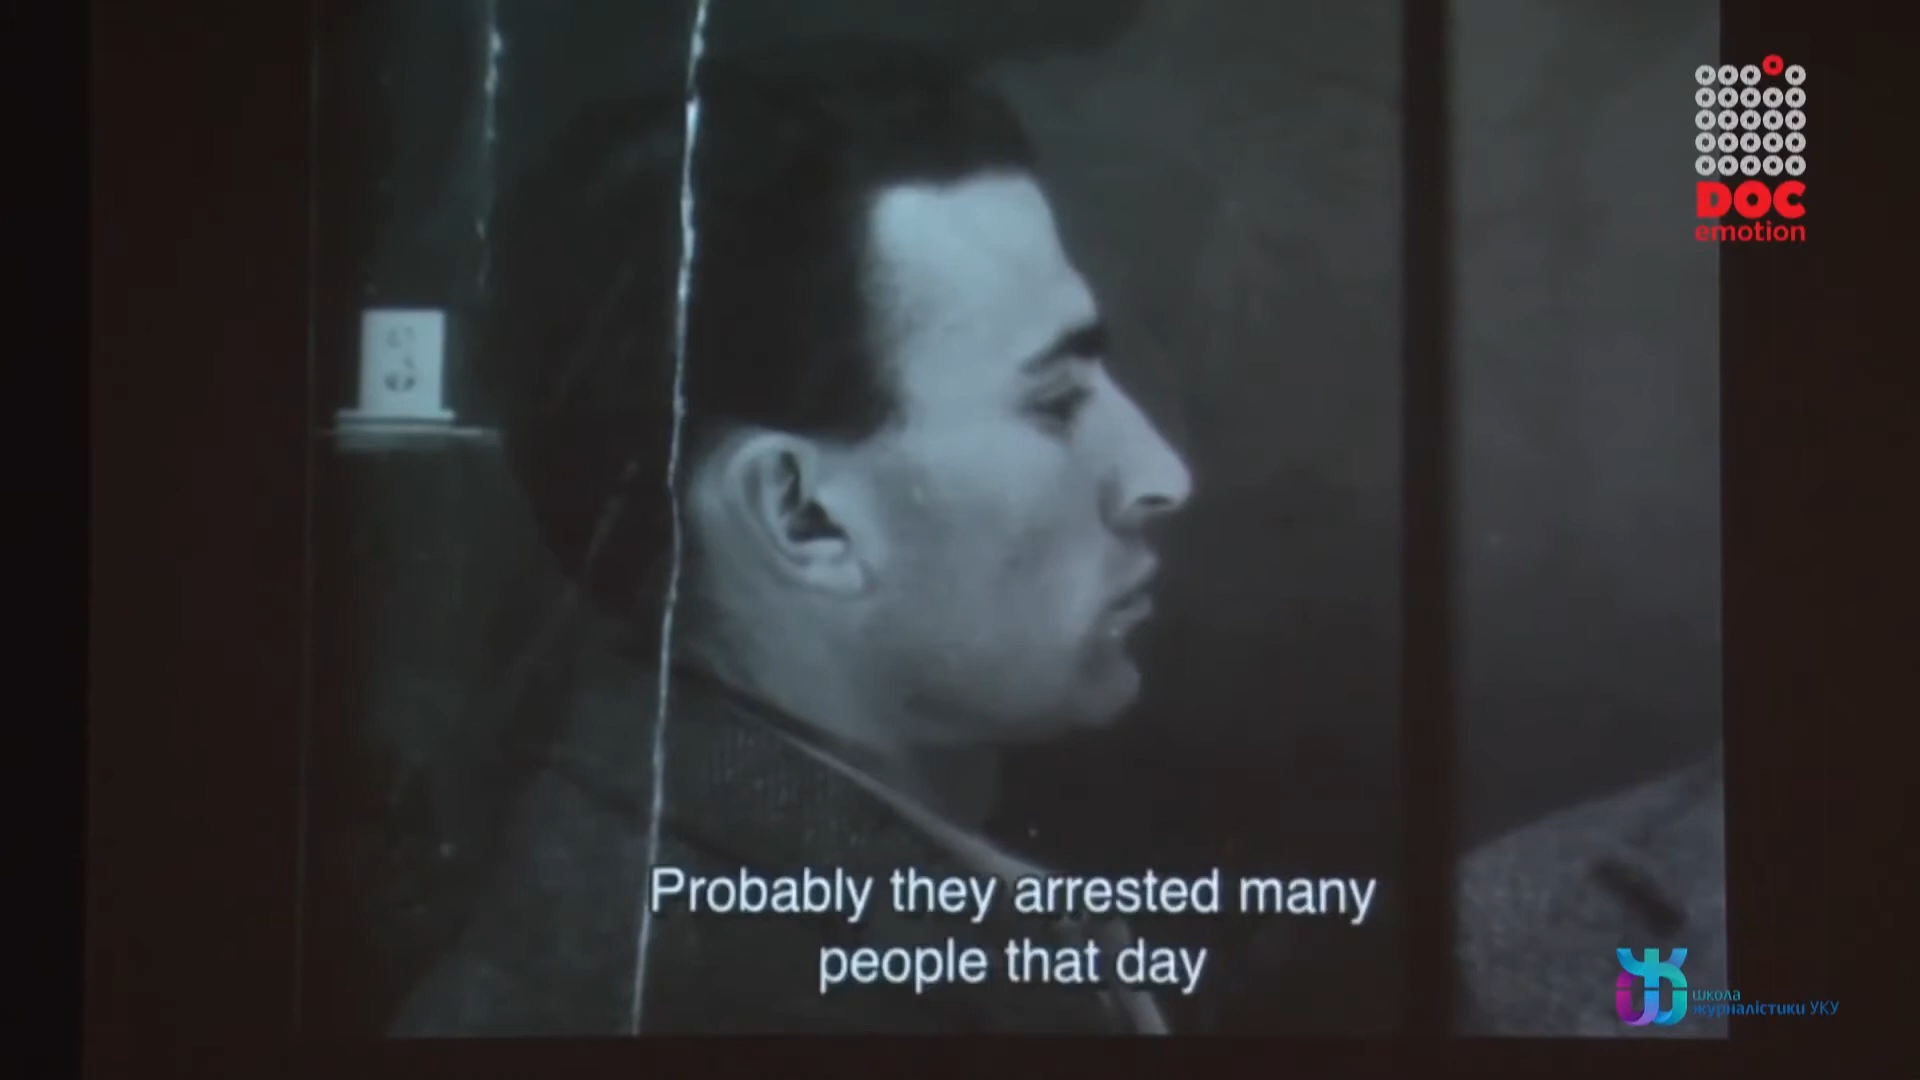 DOC
emotion
Probably they arrested many
people that day
школа
журналістики УКУ